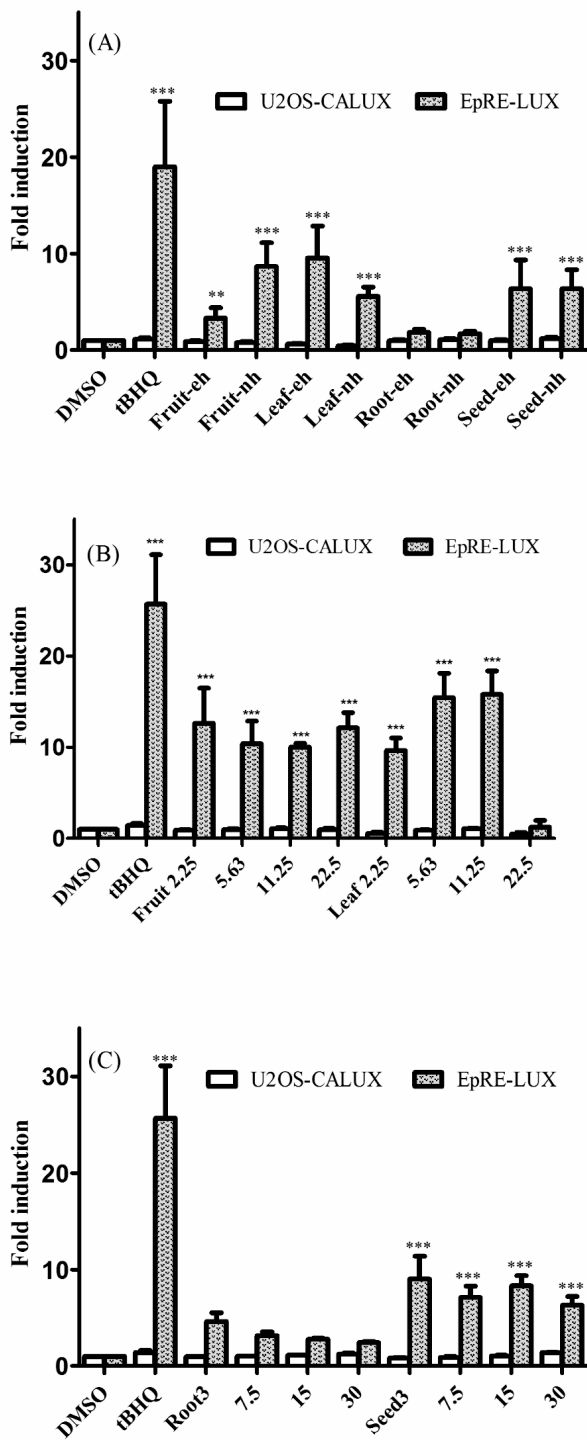 (A)
30
20
10
0
Fold induction
U2OS-CALUX EpRE-LUX
***
**
***
***
***
***
***
DMSO tBHQ Fruit-eh Fruit-nh Leaf-eh Leaf-nh Root-eh Root-nh Seed-eh Seed-nh
(B)
30
20
10
0
Fold induction
U2OS-CALUX EpRE-LUX
***
***
***
***
***
***
***
***
DMSO tBHQ Fruit 2.25 5.63 11.25 22.5 Leaf 2.25 5.63 11.25 22.5
(C)
30
20
10
0
Fold induction
U2OS-CALUX EpRE-LUX
***
***
***
***
***
DMSO tBHQ Root3 7.5 15 30 Seed3 7.5 15 30